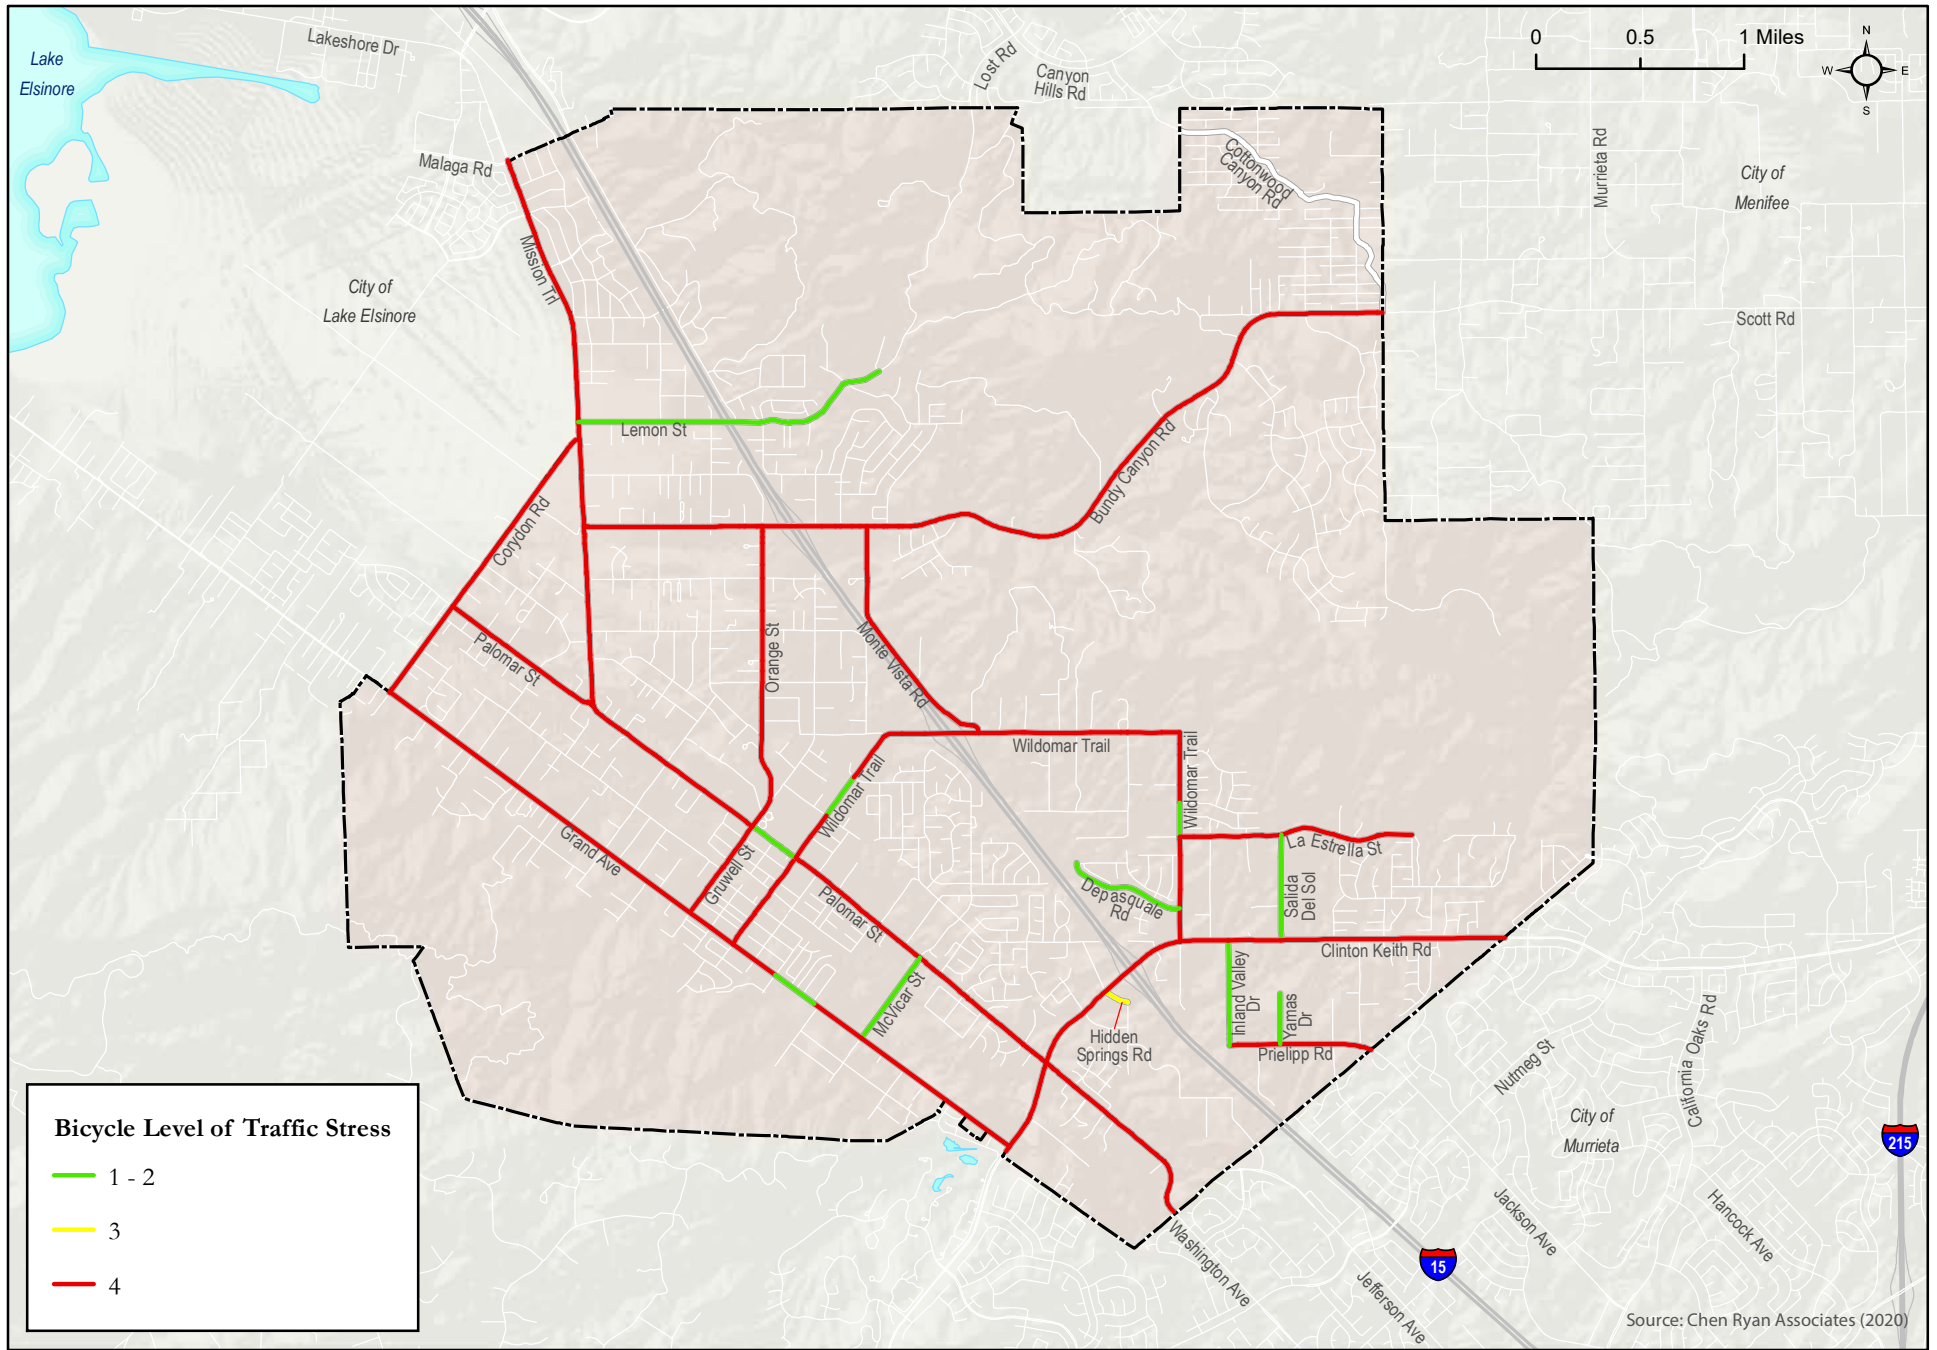 Lake
Elsinore
Lakeshore Dr
Lost Rd
Canyon
Hills Rd
0 0.5 1 Miles
N
W E
S
Malaga Rd
Cottonwood
Canyon Rd
Murrieta Rd
City of
Menifee
Mission Trl
City of
Lake Elsinore
Scott Rd
Lemon St
Bundy Canyon Rd
Corydon Rd
Palomar St
Orange St
Monte Vista Rd
Wildomar Trail
Wildomar Trail
Wildomar Trail
Grand Ave
Gruwell St
Palomar St
La Estrella St
Depasquale
Rd
Salida
Del Sol
Clinton Keith Rd
McVicar St
Inland Valley
Dr
Yamas
Dr
Hidden
Springs Rd
Prielipp Rd
California Oaks Rd
Nutmeg St
City of
Murrieta
215
Jackson Ave
Hancock Ave
Washington Ave
15
Jefferson Ave
Bicycle Level of Traffic Stress
1 - 2
3
4
Source: Chen Ryan Associates (2020)